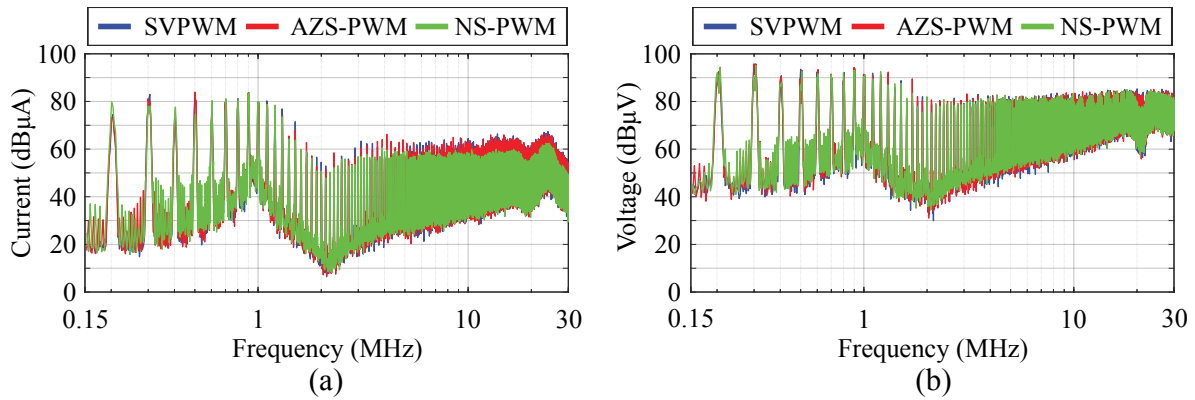 SVPWM AZS-PWM NS-PWM
Current (dBµA)
100
80
60
40
20
0
0.15 1 10 30
Frequency (MHz)
(a)
SVPWM AZS-PWM NS-PWM
Voltage (dBµV)
100
80
60
40
20
0
0.15 1 10 30
Frequency (MHz)
(b)